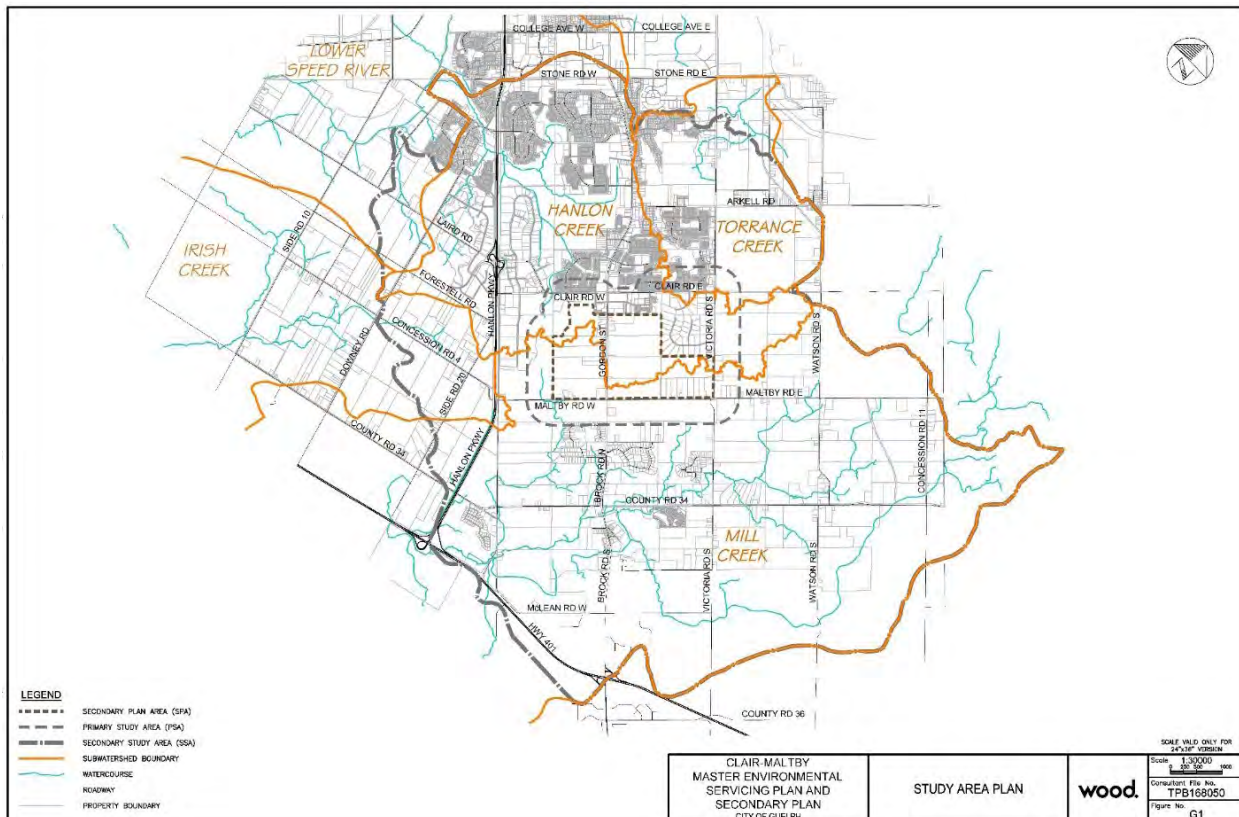 COLLEGE AVE W
COLLEGE AVE E
LOWER
SPEED RIVER
STONE RD W
STONE RD E
SIDE RD 10
HANLON
CREEK
ARKELL RD
TORRANCE
CREEK
LAIRD RD
IRISH
CREEK
HANLON PKWY
FORESTELL RD
CLAIR RD W
CLAIR RD E
VICTORIA RD S
GORDON ST
WATSON RD S
CONCESSION RD 4
DOWNEY RD
SIDE RD 20
MALTBY RD W
MALTBY RD E
COUNTY RD 34
HANLON PKWY
BROCK RD N
CONCESSION RD 11
COUNTY RD 34
MILL
CREEK
BROCK RD S
VICTORIA RD S
WATSON RD S
McLEAN RD W
HWY 401
COUNTY RD 36
LEGEND
SECONDARY PLAN AREA (SPA)
PRIMARY STUDY AREA (PSA)
SECONDARY STUDY AREA (SSA)
SUBWATERSHED BOUNDARY
WATERCOURSE
ROADWAY
PROPERTY BOUNDARY
CLAIR-MALTBY
MASTER ENVIRONMENTAL
SERVICING PLAN AND
SECONDARY PLAN
CITY OF GUELPH
STUDY AREA PLAN
wood.
SCALE VALID ONLY FOR
24"x36" VERSION
Scale 1:30000
Consultant File No.
TPB168050
Figure No.
G1